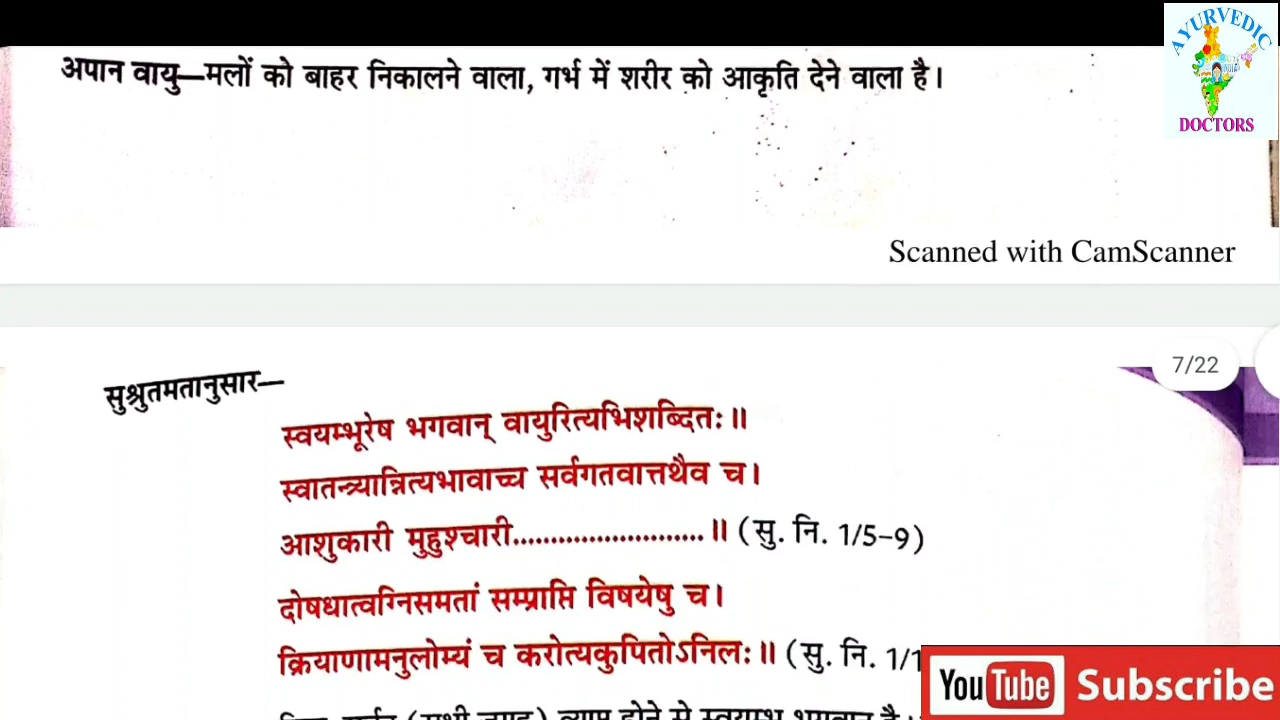 AYURVEDIC
DOCTORS
अपान वायु—मलों को बाहर निकालने वाला, गर्भ में शरीर को आकृति देने वाला है।
Scanned with CamScanner
7/22
सुश्रुतमतानुसार—
स्वयम्भूरेष भगवान् वायुरित्यभिशब्दितः॥
स्वातन्त्र्यान्नित्यभावाच्च सर्वगतवात्तथैव च।
आशुकारी मुहुश्चारी.........................॥ (सु. नि. 1/5-9)
दोषधात्वग्निसमतां सम्प्राप्ति विषयेषु च।
क्रियाणामनुलोम्यं च करोत्यकुपितोऽनिलः॥ (सु. नि. 1/1
YouTube Subscribe